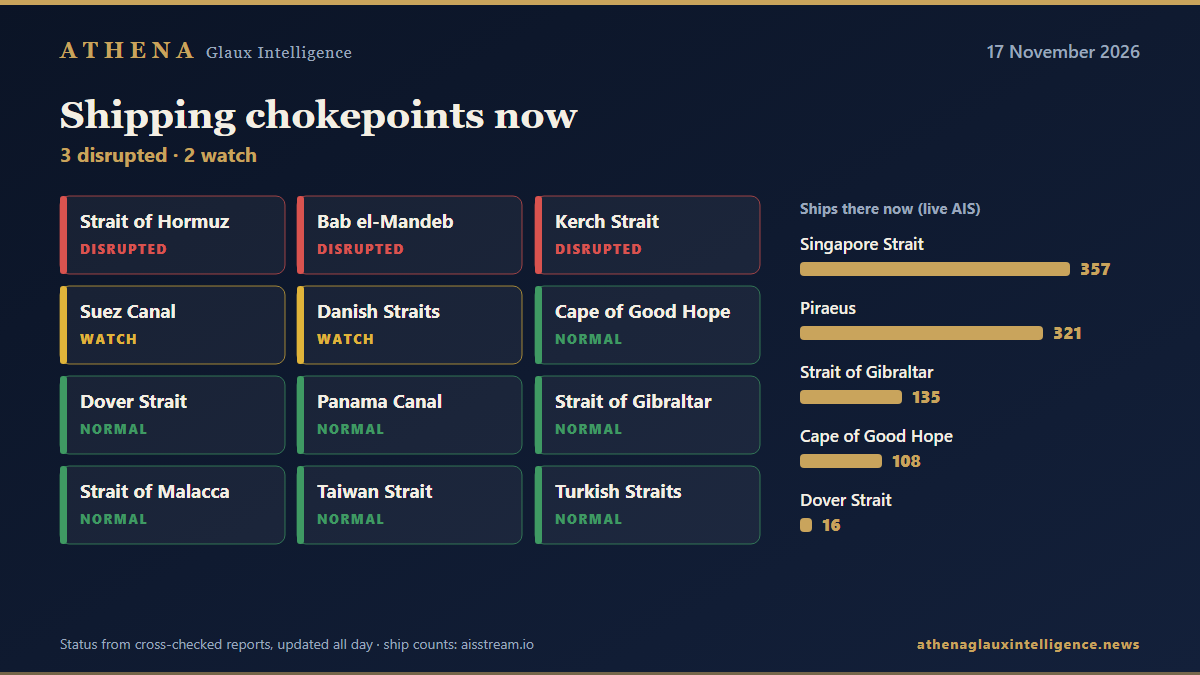 ATHENA Glaux Intelligence
17 November 2026
Shipping chokepoints now
3 disrupted · 2 watch
Strait of Hormuz
DISRUPTED
Bab el-Mandeb
DISRUPTED
Kerch Strait
DISRUPTED
Suez Canal
WATCH
Danish Straits
WATCH
Cape of Good Hope
NORMAL
Dover Strait
NORMAL
Panama Canal
NORMAL
Strait of Gibraltar
NORMAL
Strait of Malacca
NORMAL
Taiwan Strait
NORMAL
Turkish Straits
NORMAL
Ships there now (live AIS)
Singapore Strait
357
Piraeus
321
Strait of Gibraltar
135
Cape of Good Hope
108
Dover Strait
16
Status from cross-checked reports, updated all day · ship counts: aisstream.io
athenaglauxintelligence.news